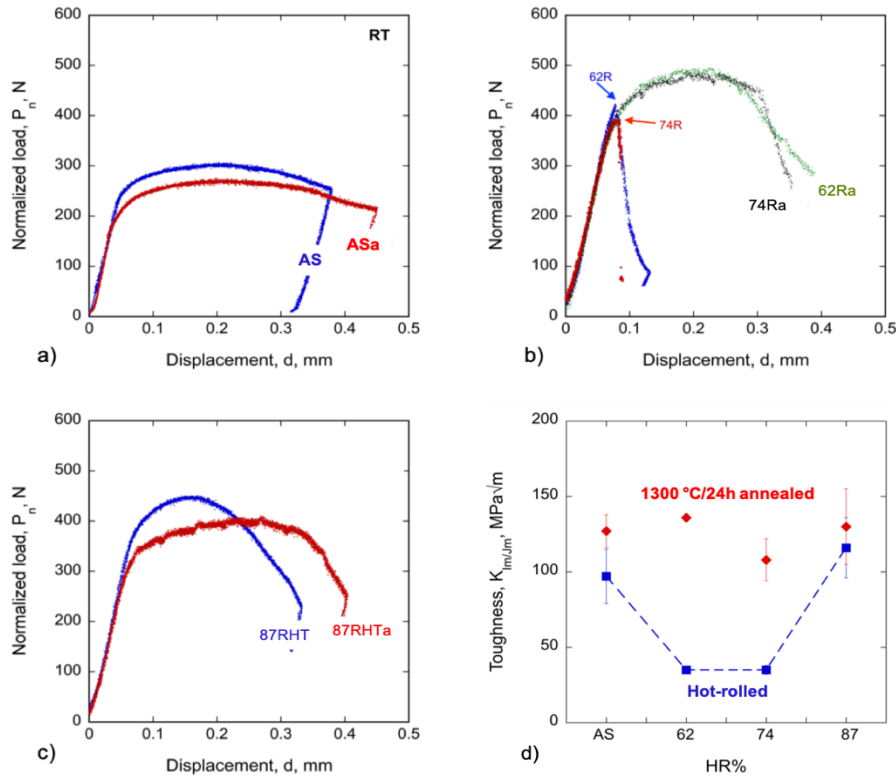 600
500
400
300
200
100
0
Normalized load, Pₙ, N
RT
AS
ASa
0 0.1 0.2 0.3 0.4 0.5
Displacement, d, mm
a)
600
500
400
300
200
100
0
Normalized load, Pₙ, N
62R
74R
62Ra
74Ra
0 0.1 0.2 0.3 0.4 0.5
Displacement, d, mm
b)
600
500
400
300
200
100
0
Normalized load, Pₙ, N
87RHT
87RHTa
0 0.1 0.2 0.3 0.4 0.5
Displacement, d, mm
c)
200
150
100
50
0
Toughness, K_Im/Jm, MPa√m
1300 °C/24h annealed
Hot-rolled
AS 62 74 87
HR%
d)